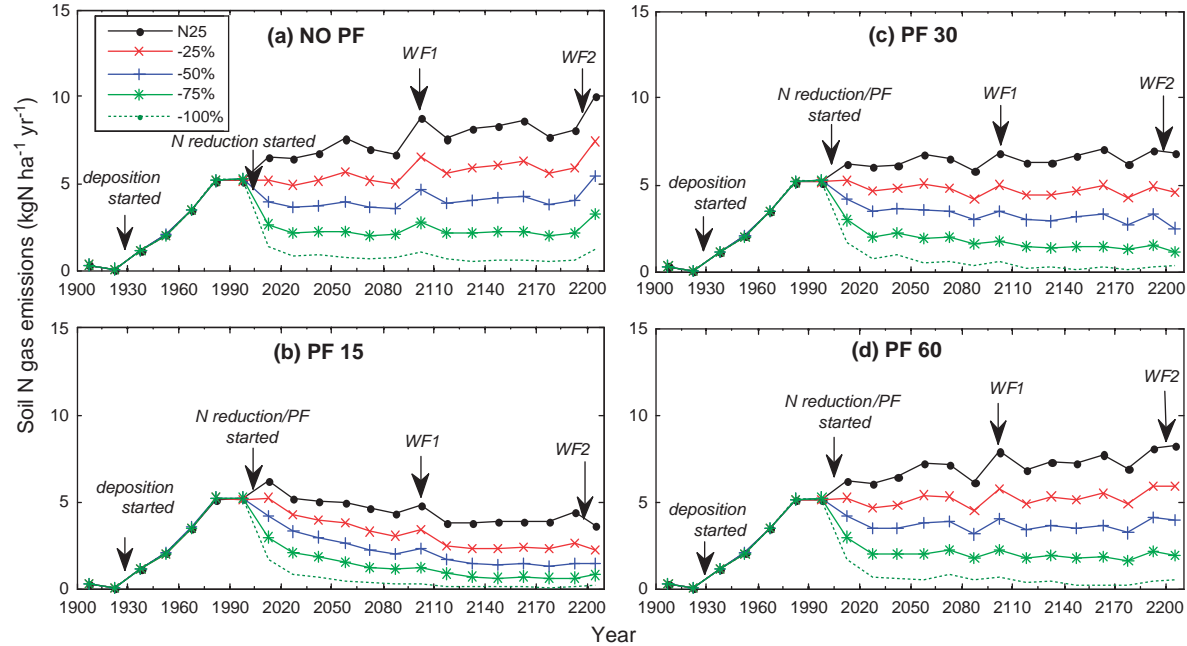 Soil N gas emissions (kgN ha⁻¹ yr⁻¹)
(a) NO PF
N25
-25%
-50%
-75%
-100%
deposition
started
N reduction started
WF1
WF2
15
10
5
0
1900 1930 1960 1990 2020 2050 2080 2110 2140 2170 2200
(c) PF 30
deposition
started
N reduction/PF
started
WF1
WF2
15
10
5
0
1900 1930 1960 1990 2020 2050 2080 2110 2140 2170 2200
(b) PF 15
deposition
started
N reduction/PF
started
WF1
WF2
15
10
5
0
1900 1930 1960 1990 2020 2050 2080 2110 2140 2170 2200
(d) PF 60
deposition
started
N reduction/PF
started
WF1
WF2
15
10
5
0
1900 1930 1960 1990 2020 2050 2080 2110 2140 2170 2200
Year